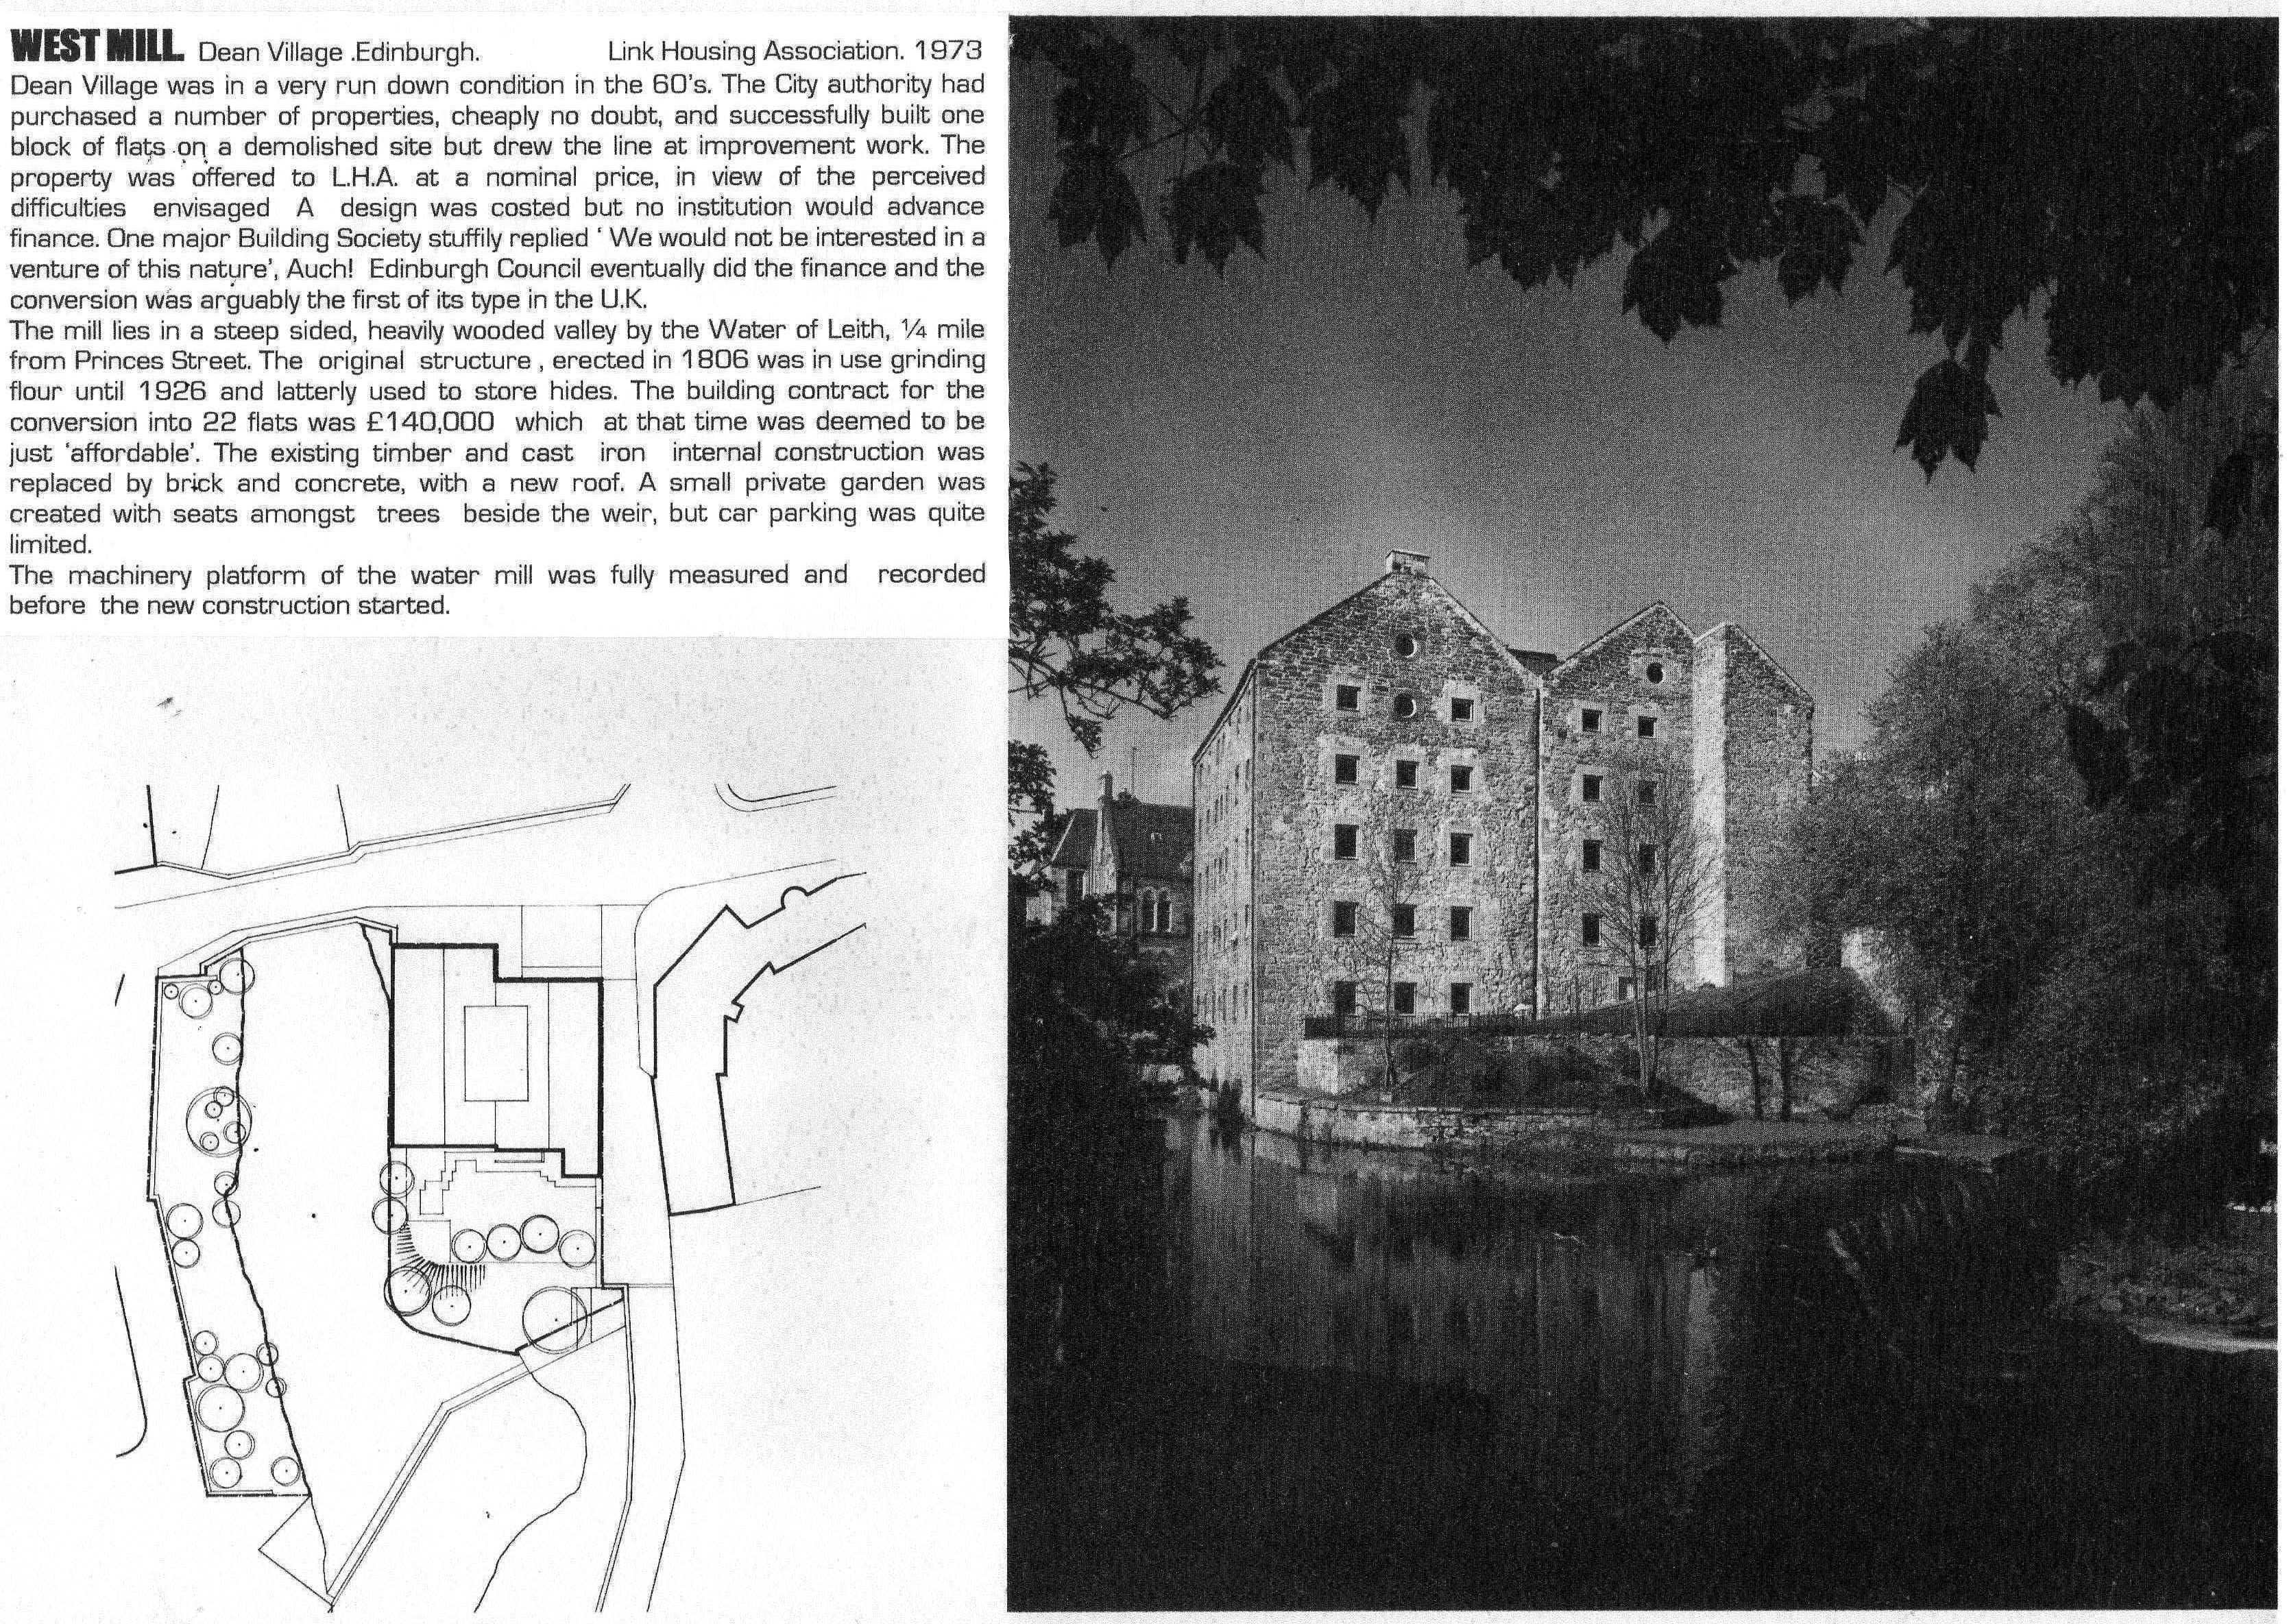 WEST MILL. Dean Village .Edinburgh. Link Housing Association. 1973
Dean Village was in a very run down condition in the 60's. The City authority had
purchased a number of properties, cheaply no doubt, and successfully built one
block of flats on a demolished site but drew the line at improvement work. The
property was offered to L.H.A. at a nominal price, in view of the perceived
difficulties envisaged A design was costed but no institution would advance
finance. One major Building Society stuffily replied ‘ We would not be interested in a
venture of this nature’, Auch! Edinburgh Council eventually did the finance and the
conversion was arguably the first of its type in the U.K.
The mill lies in a steep sided, heavily wooded valley by the Water of Leith, ¼ mile
from Princes Street. The original structure , erected in 1806 was in use grinding
flour until 1926 and latterly used to store hides. The building contract for the
conversion into 22 flats was £140,000 which at that time was deemed to be
just ‘affordable’. The existing timber and cast iron internal construction was
replaced by brick and concrete, with a new roof. A small private garden was
created with seats amongst trees beside the weir, but car parking was quite
limited.
The machinery platform of the water mill was fully measured and recorded
before the new construction started.